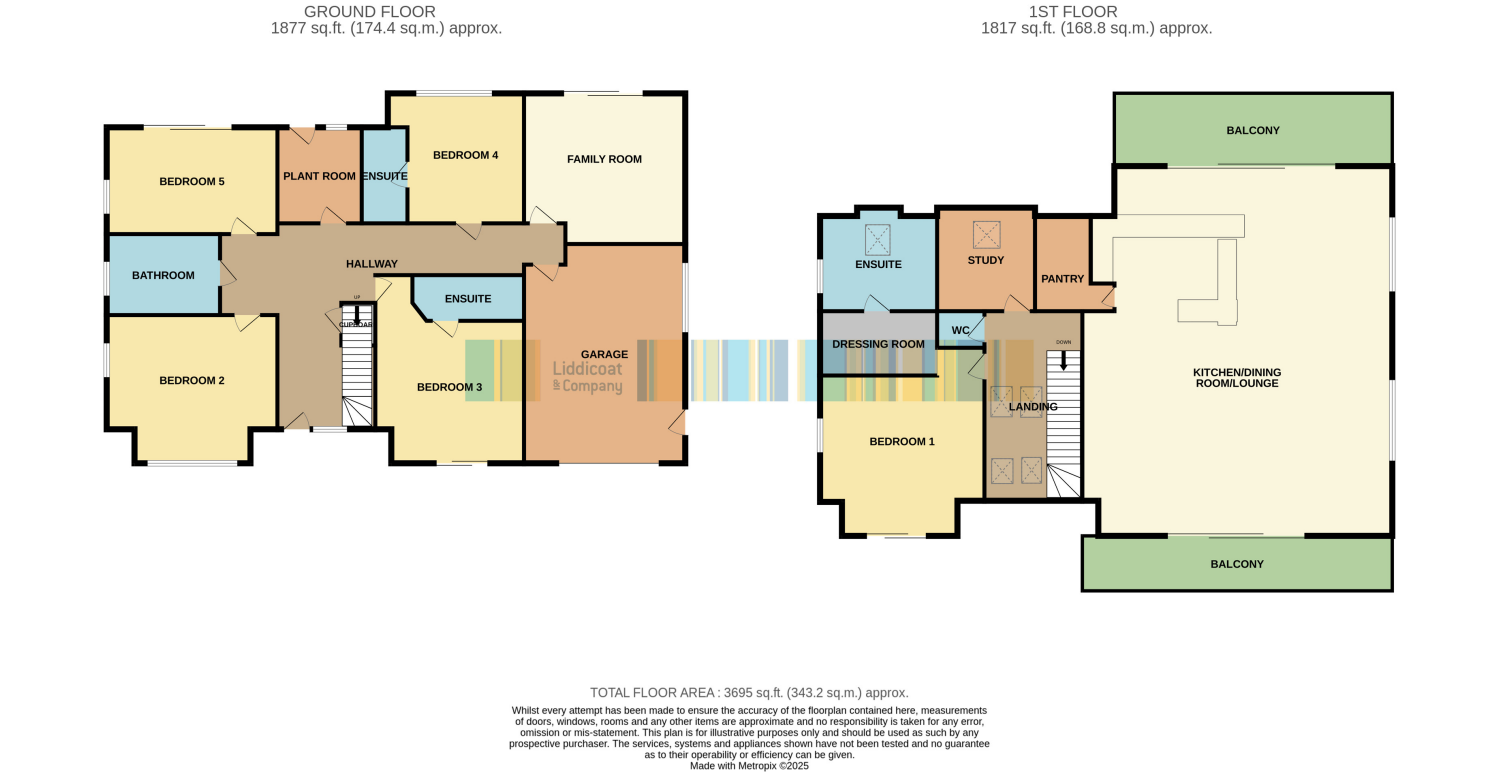 GROUND FLOOR
1877 sq.ft. (174.4 sq.m.) approx.
BEDROOM 5
PLANT ROOM
ENSUITE
BEDROOM 4
FAMILY ROOM
BATHROOM
HALLWAY
UP
CUPBOARD
ENSUITE
BEDROOM 2
BEDROOM 3
GARAGE
Liddicoat
& Company
1ST FLOOR
1817 sq.ft. (168.8 sq.m.) approx.
BALCONY
ENSUITE
STUDY
PANTRY
DRESSING ROOM
WC
DOWN
KITCHEN/DINING
ROOM/LOUNGE
LANDING
BEDROOM 1
BALCONY
TOTAL FLOOR AREA : 3695 sq.ft. (343.2 sq.m.) approx.
Whilst every attempt has been made to ensure the accuracy of the floorplan contained here, measurements
of doors, windows, rooms and any other items are approximate and no responsibility is taken for any error,
omission or mis-statement. This plan is for illustrative purposes only and should be used as such by any
prospective purchaser. The services, systems and appliances shown have not been tested and no guarantee
as to their operability or efficiency can be given.
Made with Metropix ©2025